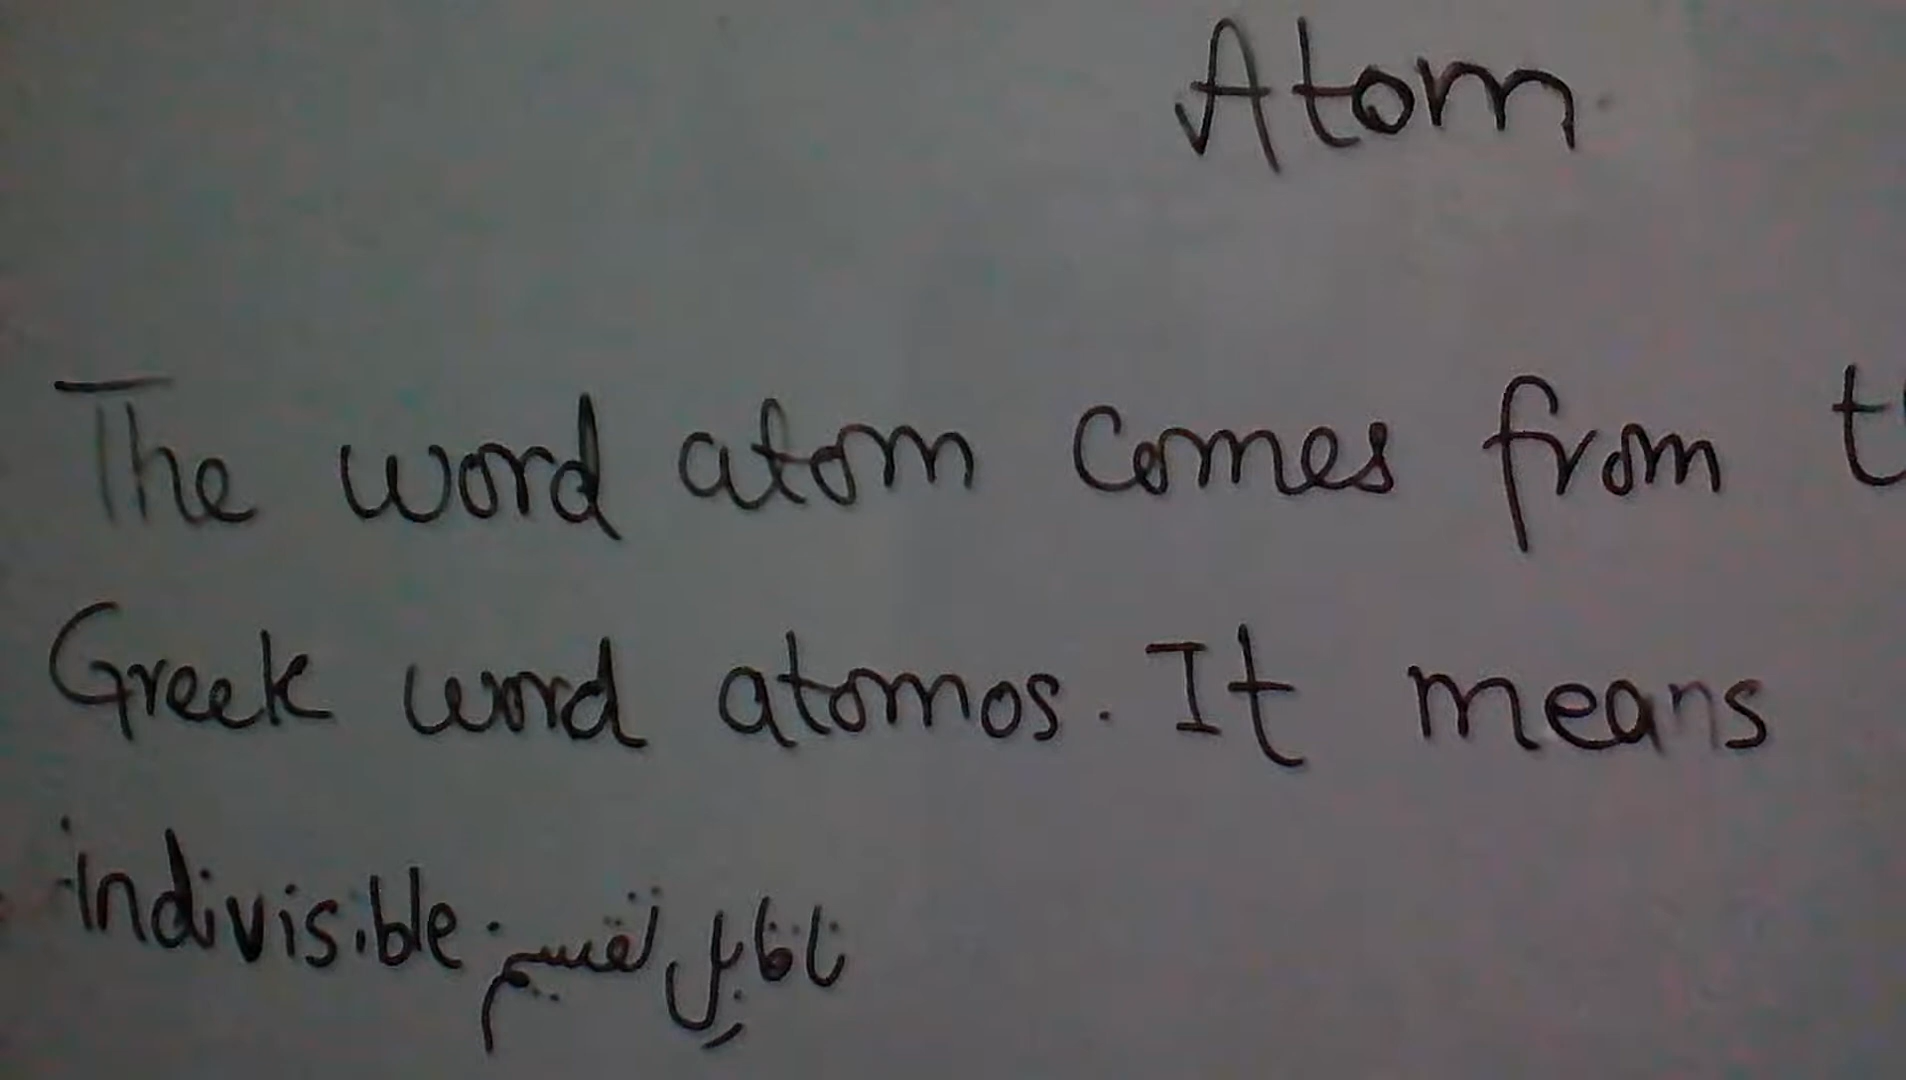 Atom
The word atom comes from t
Greek word atomos. It means
indivisible. ناقابلِ تقسیم